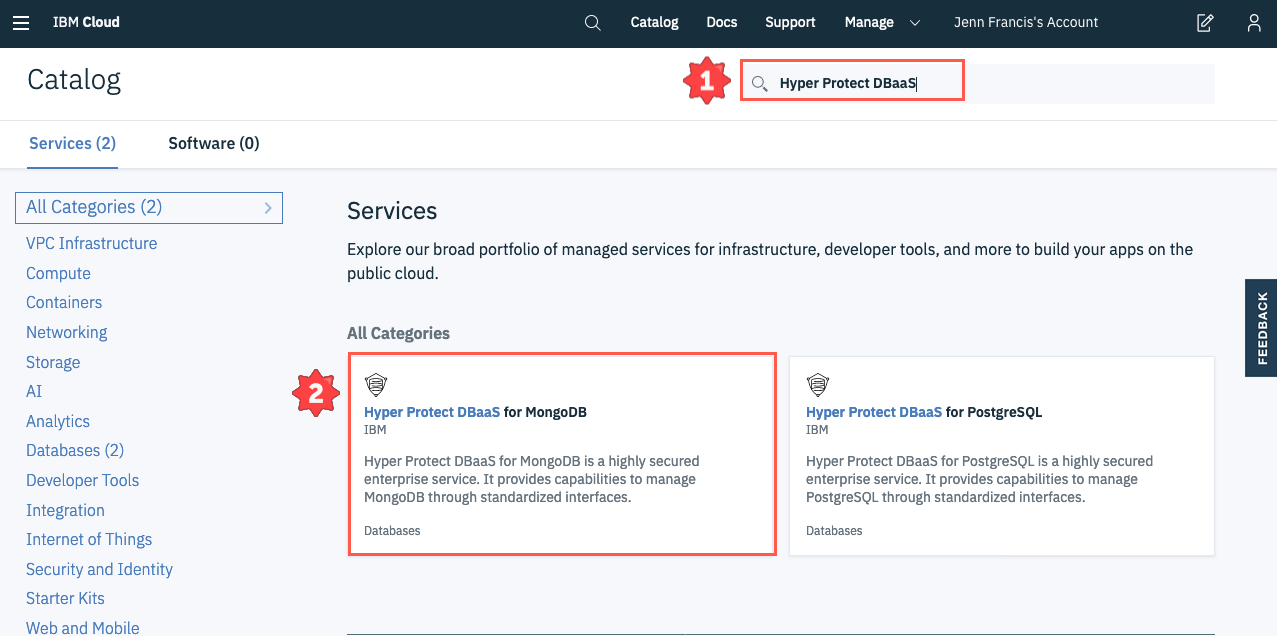 IBM Cloud
Catalog
Docs
Support
Manage
Jenn Francis's Account
Catalog
1
Hyper Protect DBaaS
Services (2)
Software (0)
All Categories (2)
VPC Infrastructure
Compute
Containers
Networking
Storage
AI
Analytics
Databases (2)
Developer Tools
Integration
Internet of Things
Security and Identity
Starter Kits
Web and Mobile
Services
Explore our broad portfolio of managed services for infrastructure, developer tools, and more to build your apps on the
public cloud.
All Categories
2
Hyper Protect DBaaS for MongoDB
IBM
Hyper Protect DBaaS for MongoDB is a highly secured
enterprise service. It provides capabilities to manage
MongoDB through standardized interfaces.
Databases
Hyper Protect DBaaS for PostgreSQL
IBM
Hyper Protect DBaaS for PostgreSQL is a highly secured
enterprise service. It provides capabilities to manage
PostgreSQL through standardized interfaces.
Databases
FEEDBACK